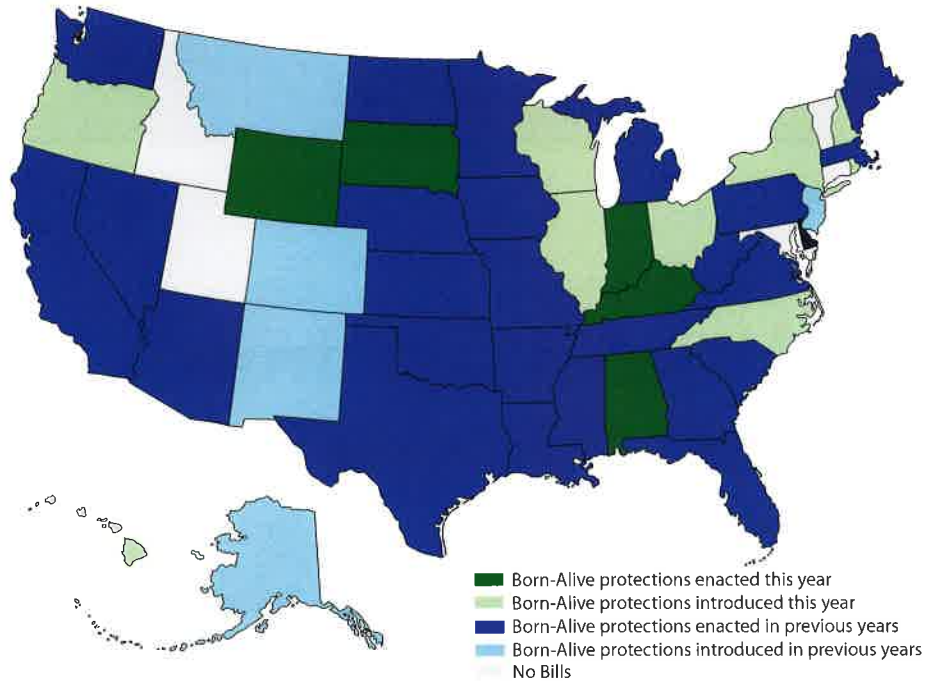 Born-Alive protections enacted this year
Born-Alive protections introduced this year
Born-Alive protections enacted in previous years
Born-Alive protections introduced in previous years
No Bills